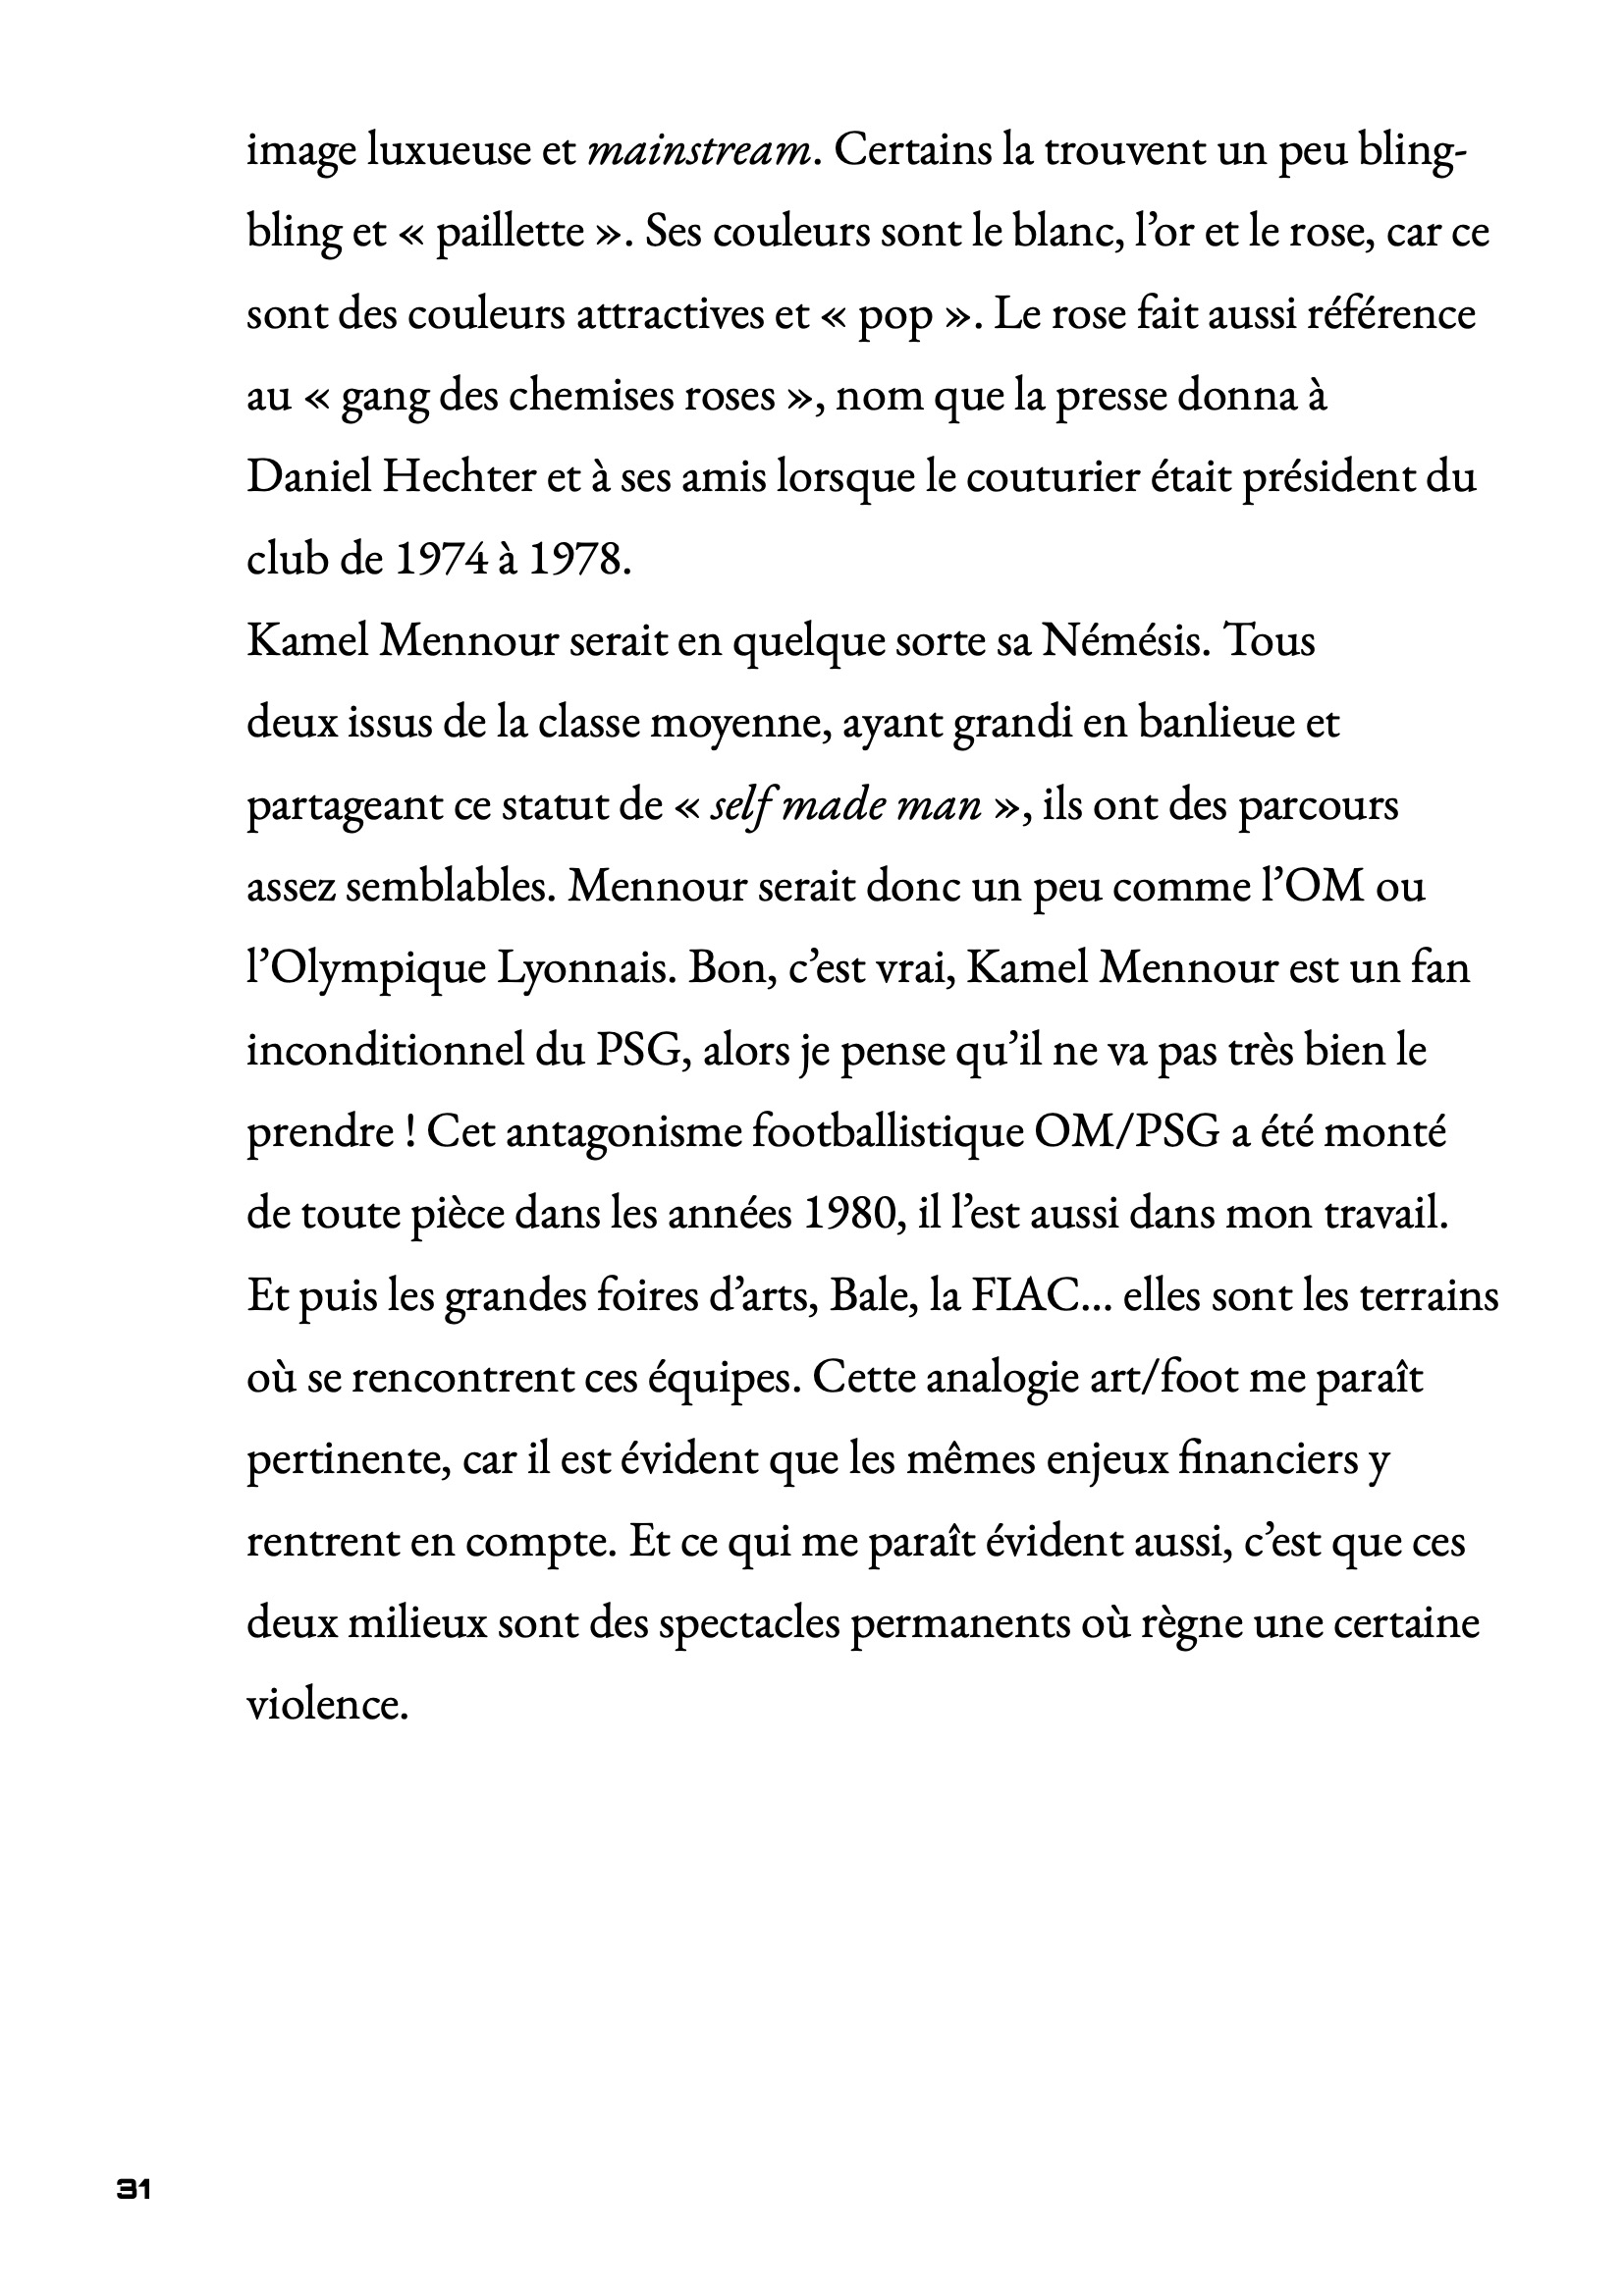 image luxueuse et mainstream. Certains la trouvent un peu bling-
bling et « paillette ». Ses couleurs sont le blanc, l’or et le rose, car ce
sont des couleurs attractives et « pop ». Le rose fait aussi référence
au « gang des chemises roses », nom que la presse donna à
Daniel Hechter et à ses amis lorsque le couturier était président du
club de 1974 à 1978.
Kamel Mennour serait en quelque sorte sa Némésis. Tous
deux issus de la classe moyenne, ayant grandi en banlieue et
partageant ce statut de « self made man », ils ont des parcours
assez semblables. Mennour serait donc un peu comme l’OM ou
l’Olympique Lyonnais. Bon, c’est vrai, Kamel Mennour est un fan
inconditionnel du PSG, alors je pense qu’il ne va pas très bien le
prendre ! Cet antagonisme footballistique OM/PSG a été monté
de toute pièce dans les années 1980, il l’est aussi dans mon travail.
Et puis les grandes foires d’arts, Bale, la FIAC... elles sont les terrains
où se rencontrent ces équipes. Cette analogie art/foot me paraît
pertinente, car il est évident que les mêmes enjeux financiers y
rentrent en compte. Et ce qui me paraît évident aussi, c’est que ces
deux milieux sont des spectacles permanents où règne une certaine
violence.
31